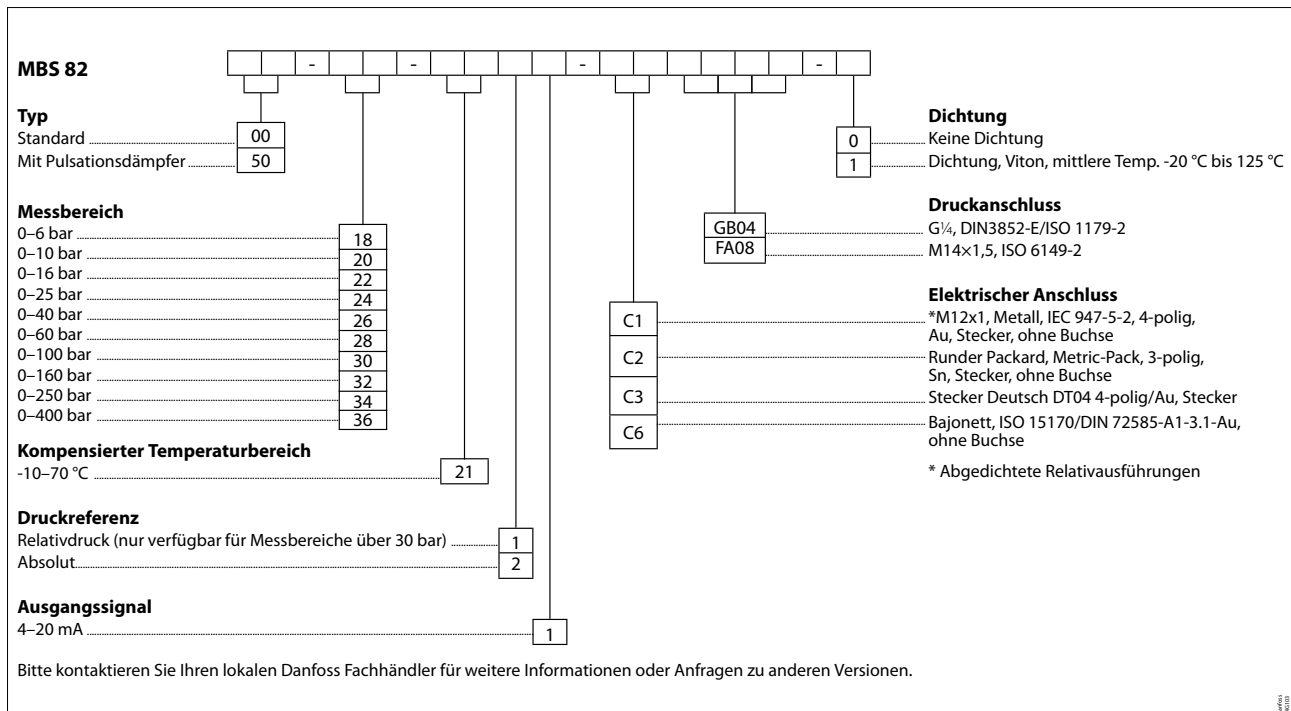 MBS 82 - - - - -
Typ
Standard 00
Mit Pulsationsdämpfer 50
Messbereich
0–6 bar 18
0–10 bar 20
0–16 bar 22
0–25 bar 24
0–40 bar 26
0–60 bar 28
0–100 bar 30
0–160 bar 32
0–250 bar 34
0–400 bar 36
Kompensierter Temperaturbereich
-10–70 °C 21
Druckreferenz
Relativdruck (nur verfügbar für Messbereiche über 30 bar) 1
Absolut 2
Ausgangssignal
4–20 mA 1
Dichtung
0 Keine Dichtung
1 Dichtung, Viton, mittlere Temp. -20 °C bis 125 °C
Druckanschluss
GB04 G¼, DIN3852-E/ISO 1179-2
FA08 M14×1,5, ISO 6149-2
Elektrischer Anschluss
C1 *M12x1, Metall, IEC 947-5-2, 4-polig,
Au, Stecker, ohne Buchse
C2 Runder Packard, Metric-Pack, 3-polig,
Sn, Stecker, ohne Buchse
C3 Stecker Deutsch DT04 4-polig/Au, Stecker
C6 Bajonett, ISO 15170/DIN 72585-A1-3.1-Au,
ohne Buchse
* Abgedichtete Relativausführungen
Bitte kontaktieren Sie Ihren lokalen Danfoss Fachhändler für weitere Informationen oder Anfragen zu anderen Versionen.